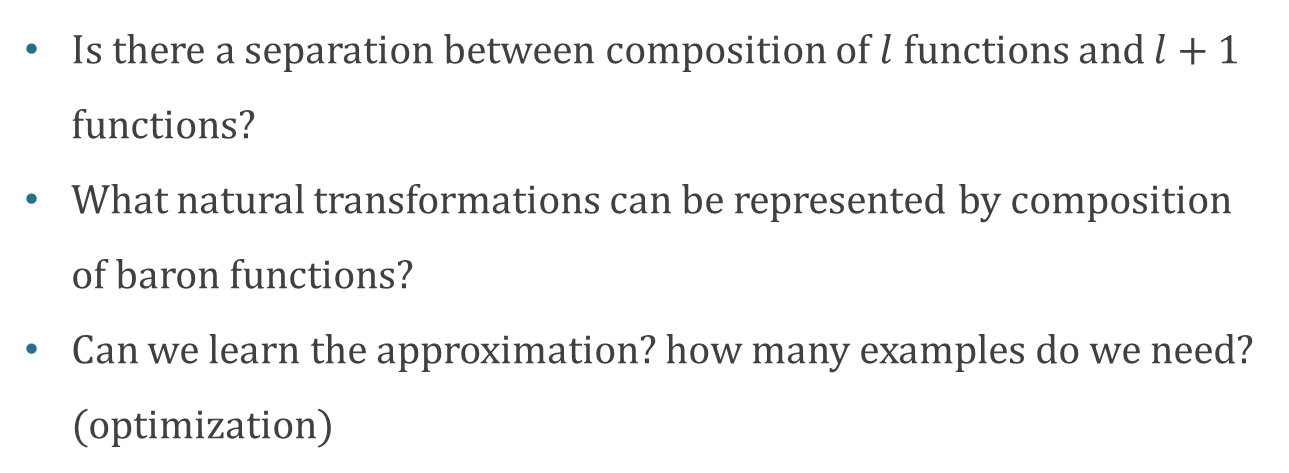 • Is there a separation between composition of l functions and l + 1
functions?
• What natural transformations can be represented by composition
of baron functions?
• Can we learn the approximation? how many examples do we need?
(optimization)